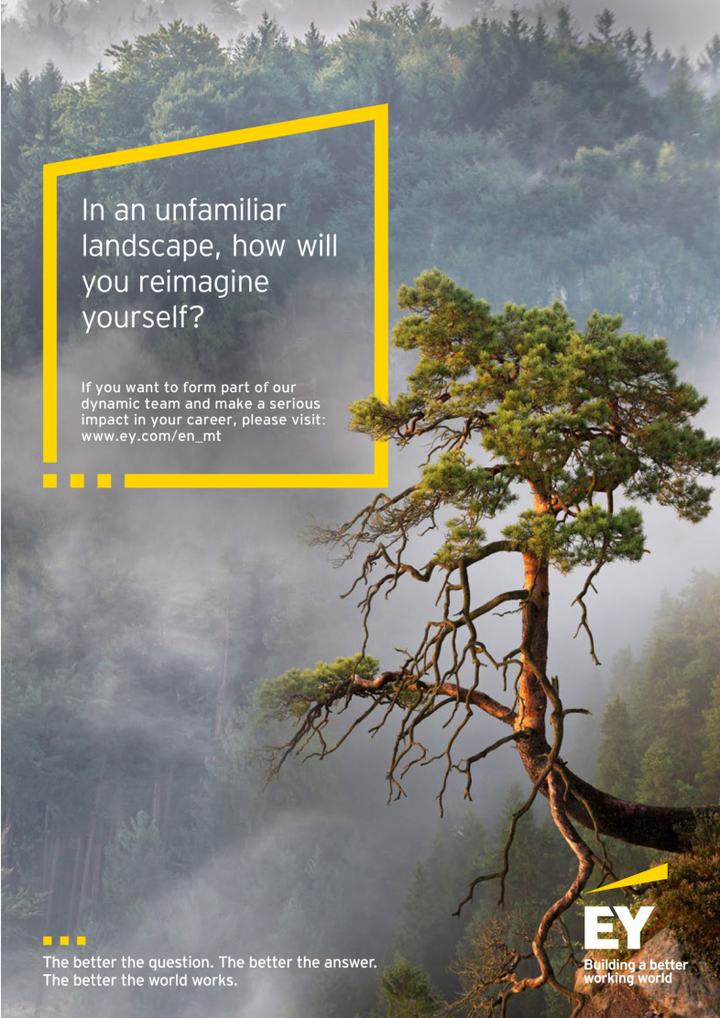 In an unfamiliar
landscape, how will
you reimagine
yourself?
If you want to form part of our
dynamic team and make a serious
impact in your career, please visit:
www.ey.com/en_mt
The better the question. The better the answer.
The better the world works.
EY
Building a better
working world